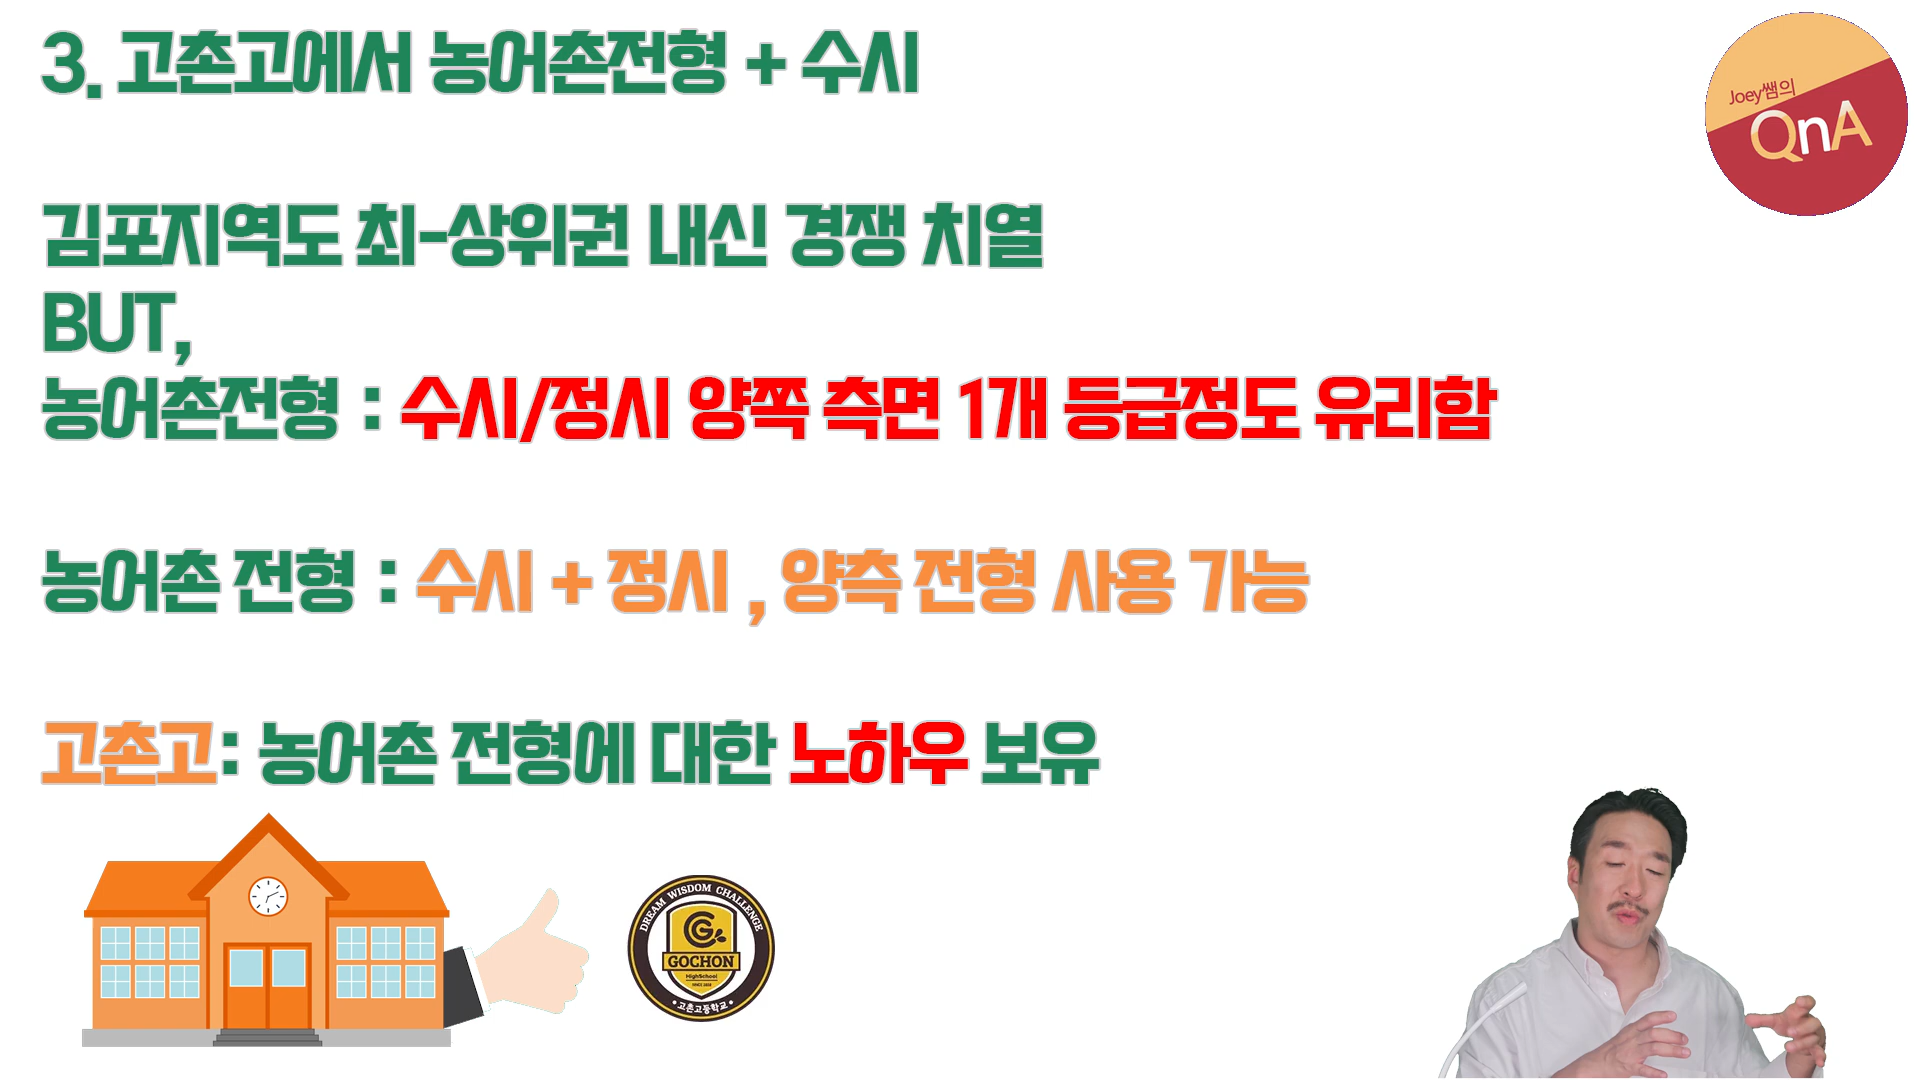 3. 고촌고에서 농어촌전형 + 수시
Joey쌤의
QnA
김포지역도 최-상위권 내신 경쟁 치열
BUT,
농어촌전형 : 수시/정시 양쪽 측면 1개 등급정도 유리함
농어촌 전형 : 수시 + 정시 , 양측 전형 사용 가능
고촌고: 농어촌 전형에 대한 노하우 보유
DREAM WISDOM CHALLENGE
GOCHON
HighSchool
고촌고등학교